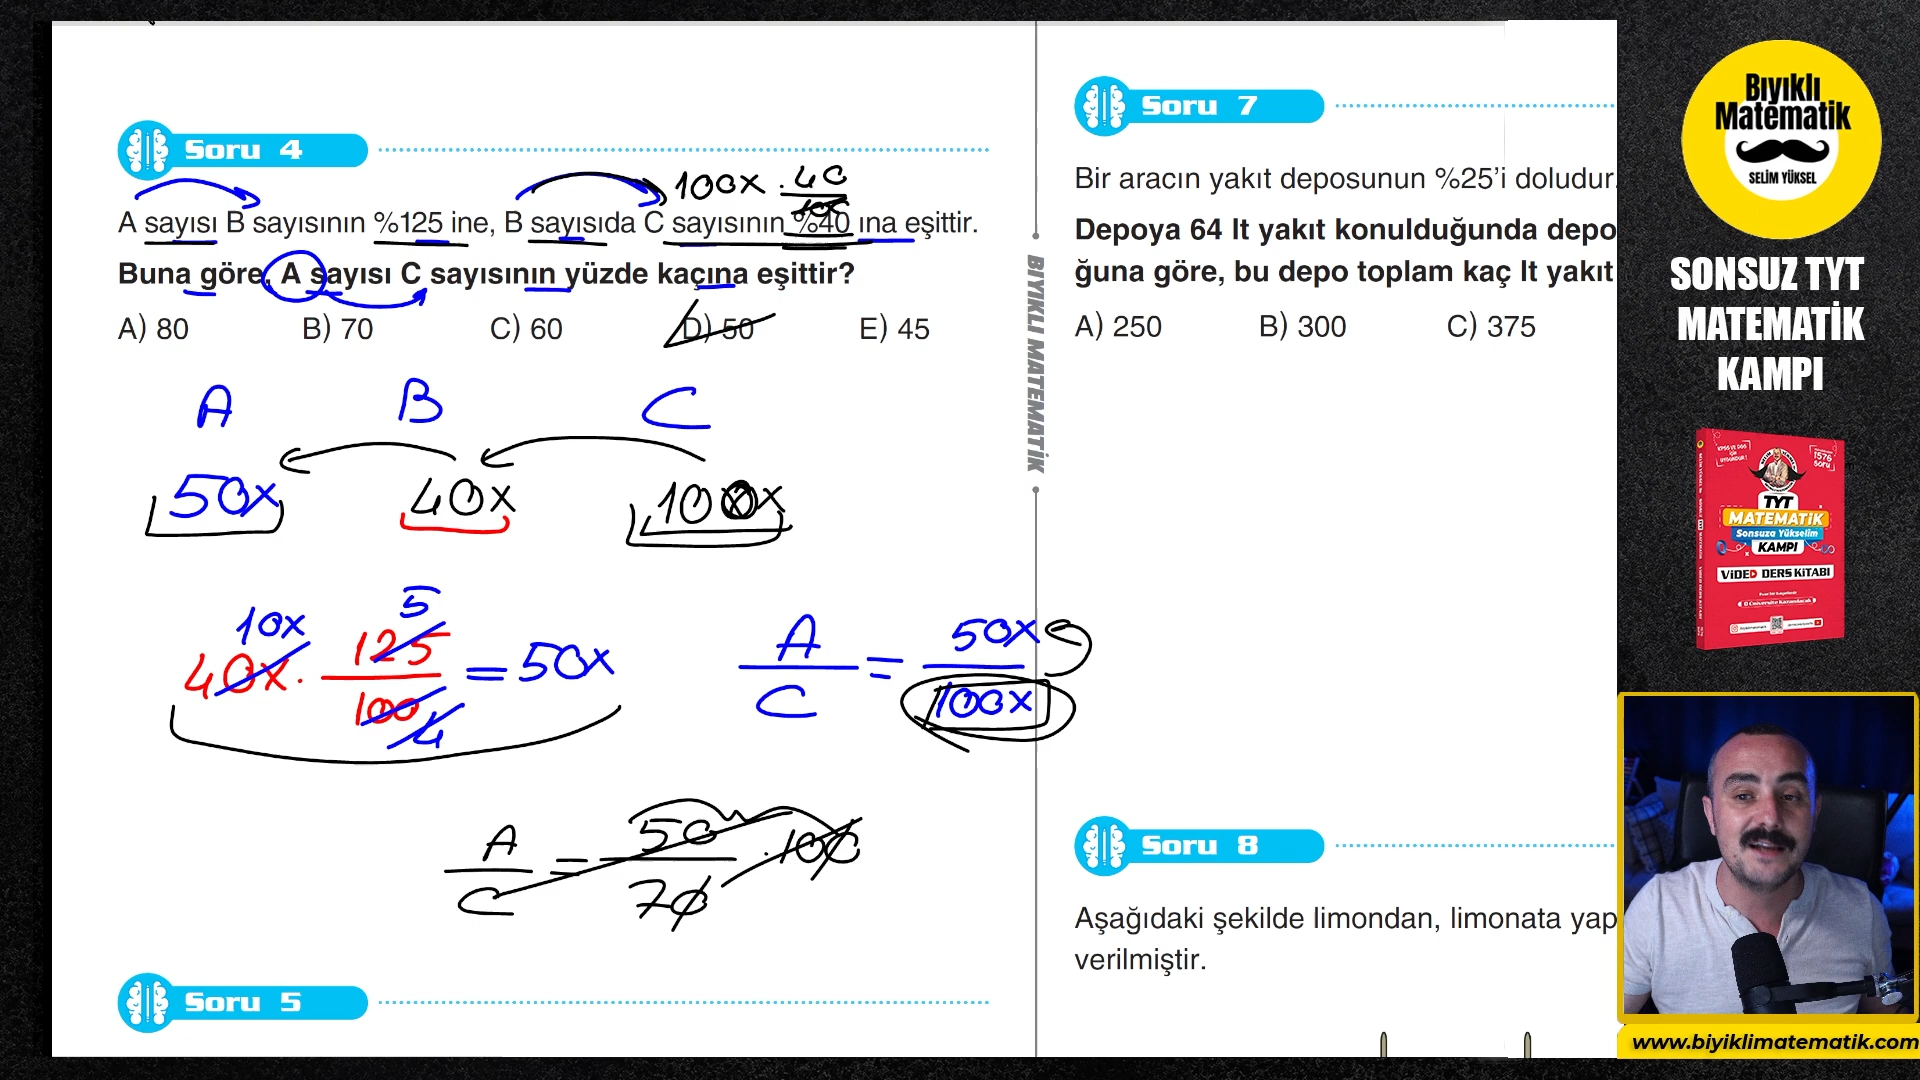 Soru 4
100x . 40
100
A sayısı B sayısının %125 ine, B sayısıda C sayısının %40 ına eşittir.
Buna göre, A sayısı C sayısının yüzde kaçına eşittir?
A) 80 B) 70 C) 60 D) 50 E) 45
A B C
50x 40x 100x
10x 5
40x . 125 = 50x
100
4
A = 50x
C 100x
A = 50 . 100
C 70
Soru 5
BIYIKLI MATEMATİK
Soru 7
Bir aracın yakıt deposunun %25'i doludur.
Depoya 64 lt yakıt konulduğunda depo
ğuna göre, bu depo toplam kaç lt yakıt
A) 250 B) 300 C) 375
Soru 8
Aşağıdaki şekilde limondan, limonata yap
verilmiştir.
Bıyıklı
Matematik
SELİM YÜKSEL
SONSUZ TYT
MATEMATİK
KAMPI
TYT
MATEMATİK
Sonsuza Yükselim
KAMPI
VİDEO DERS KİTABI
www.biyiklimatematik.com